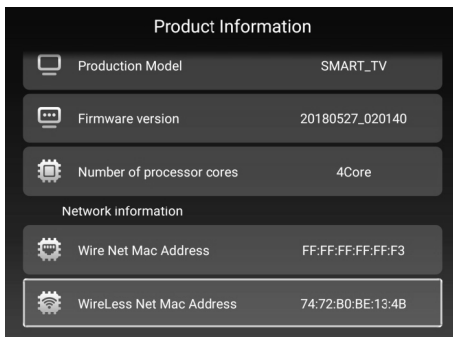 Product Information
Production Model SMART_TV
Firmware version 20180527_020140
Number of processor cores 4Core
Network information
Wire Net Mac Address FF:FF:FF:FF:FF:F3
WireLess Net Mac Address 74:72:B0:BE:13:4B